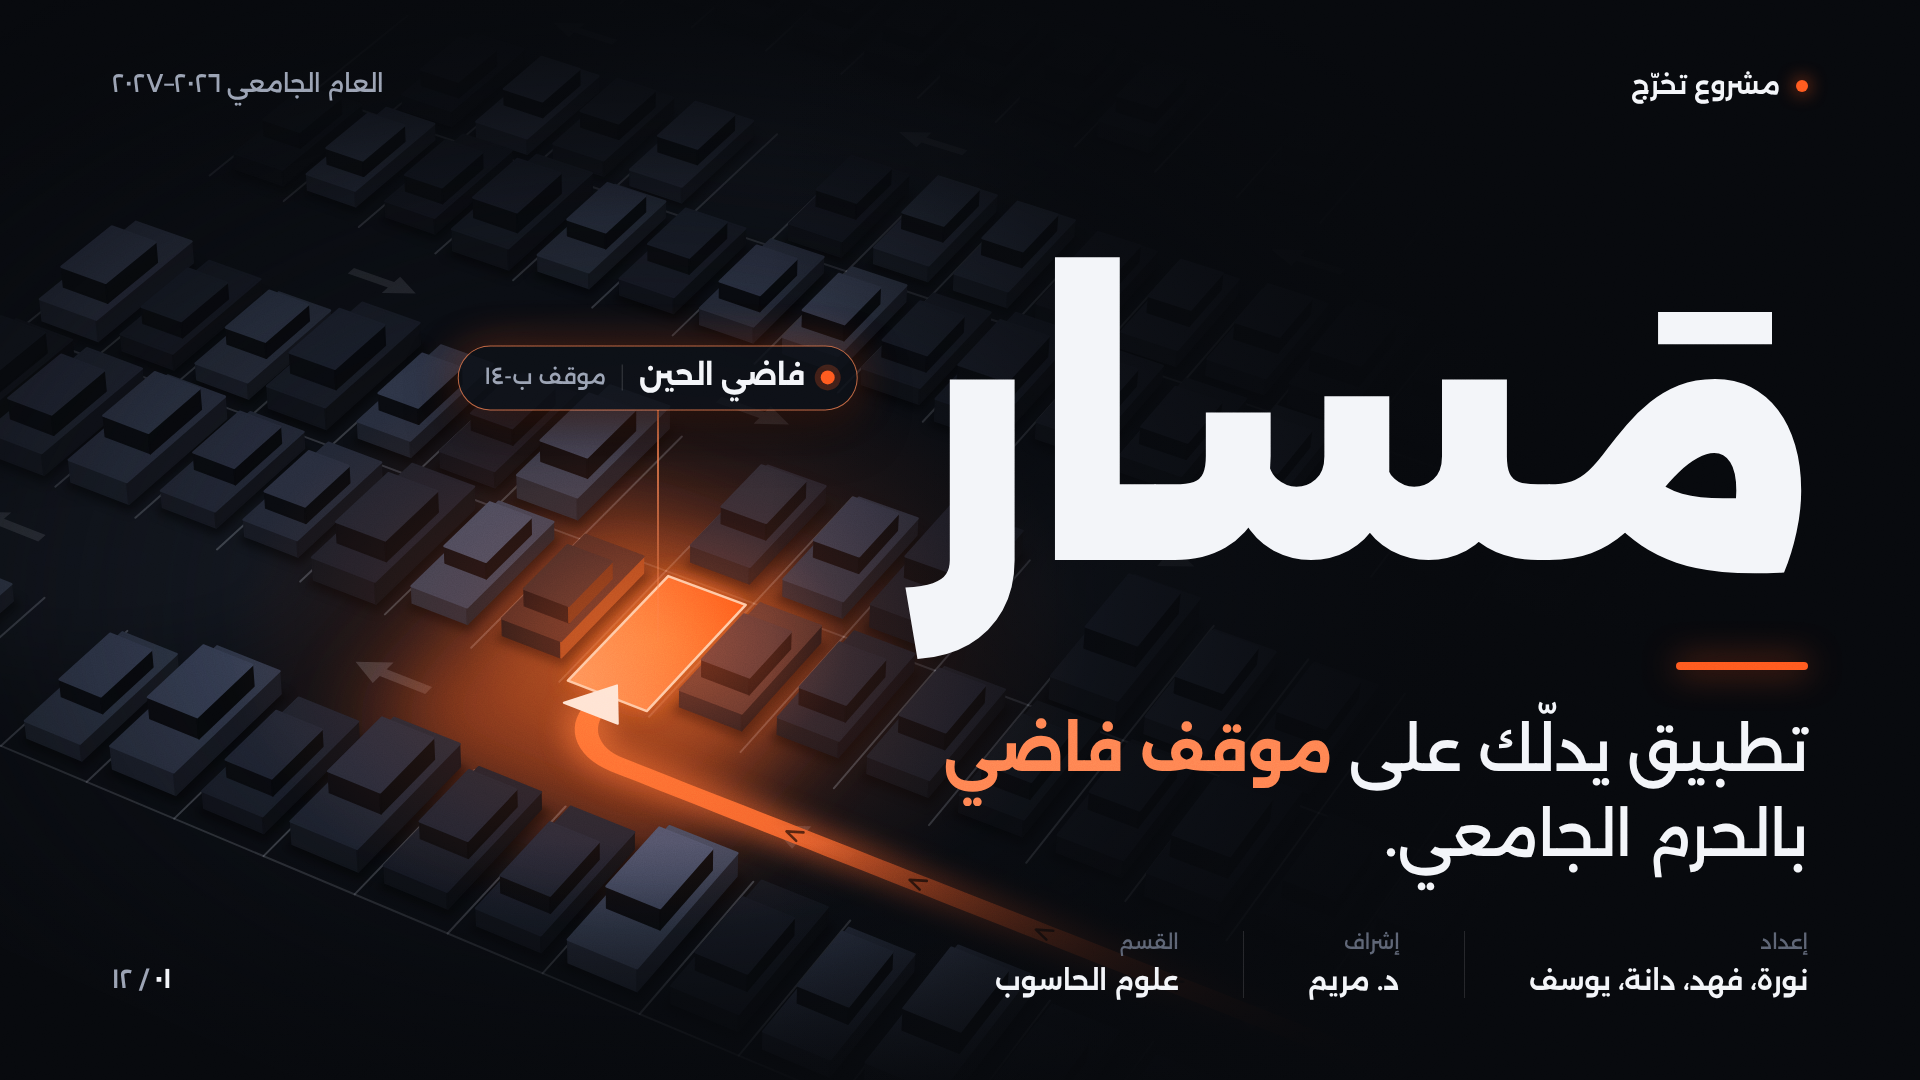 مشروع تخرّج
العام الجامعي ٢٠٢٦–٢٠٢٧
مَسار
فاضي الحين
موقف ب-١٤
تطبيق يدلّك على موقف فاضي
بالحرم الجامعي.
إعداد
نورة، فهد، دانة، يوسف
إشراف
د. مريم
القسم
علوم الحاسوب
٠١ / ١٢